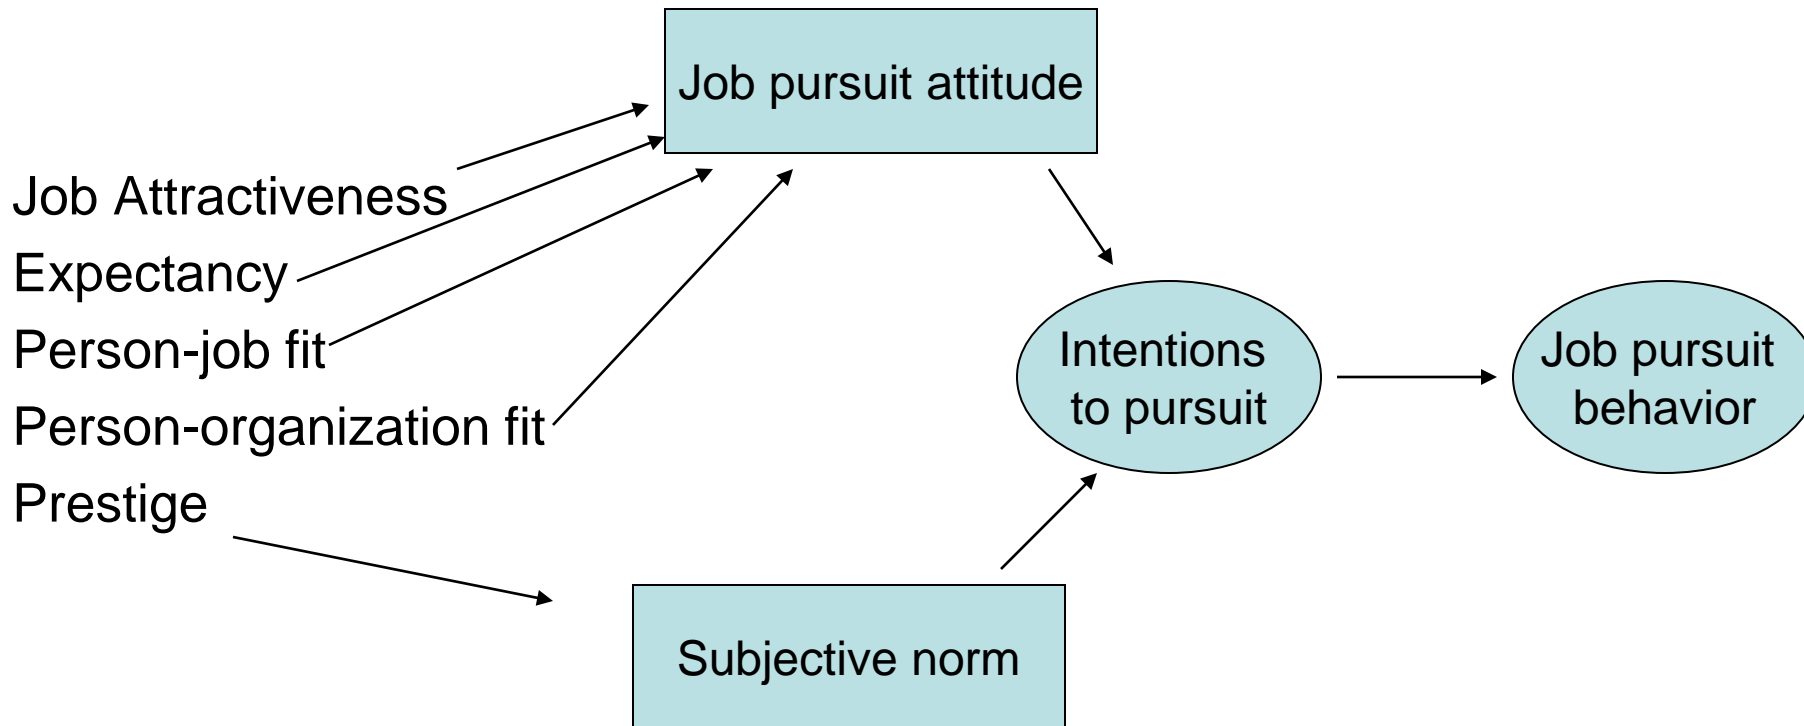 Job pursuit attitude
Job Attractiveness
Expectancy
Person-job fit
Person-organization fit
Prestige
Intentions
to pursuit
Job pursuit
behavior
Subjective norm